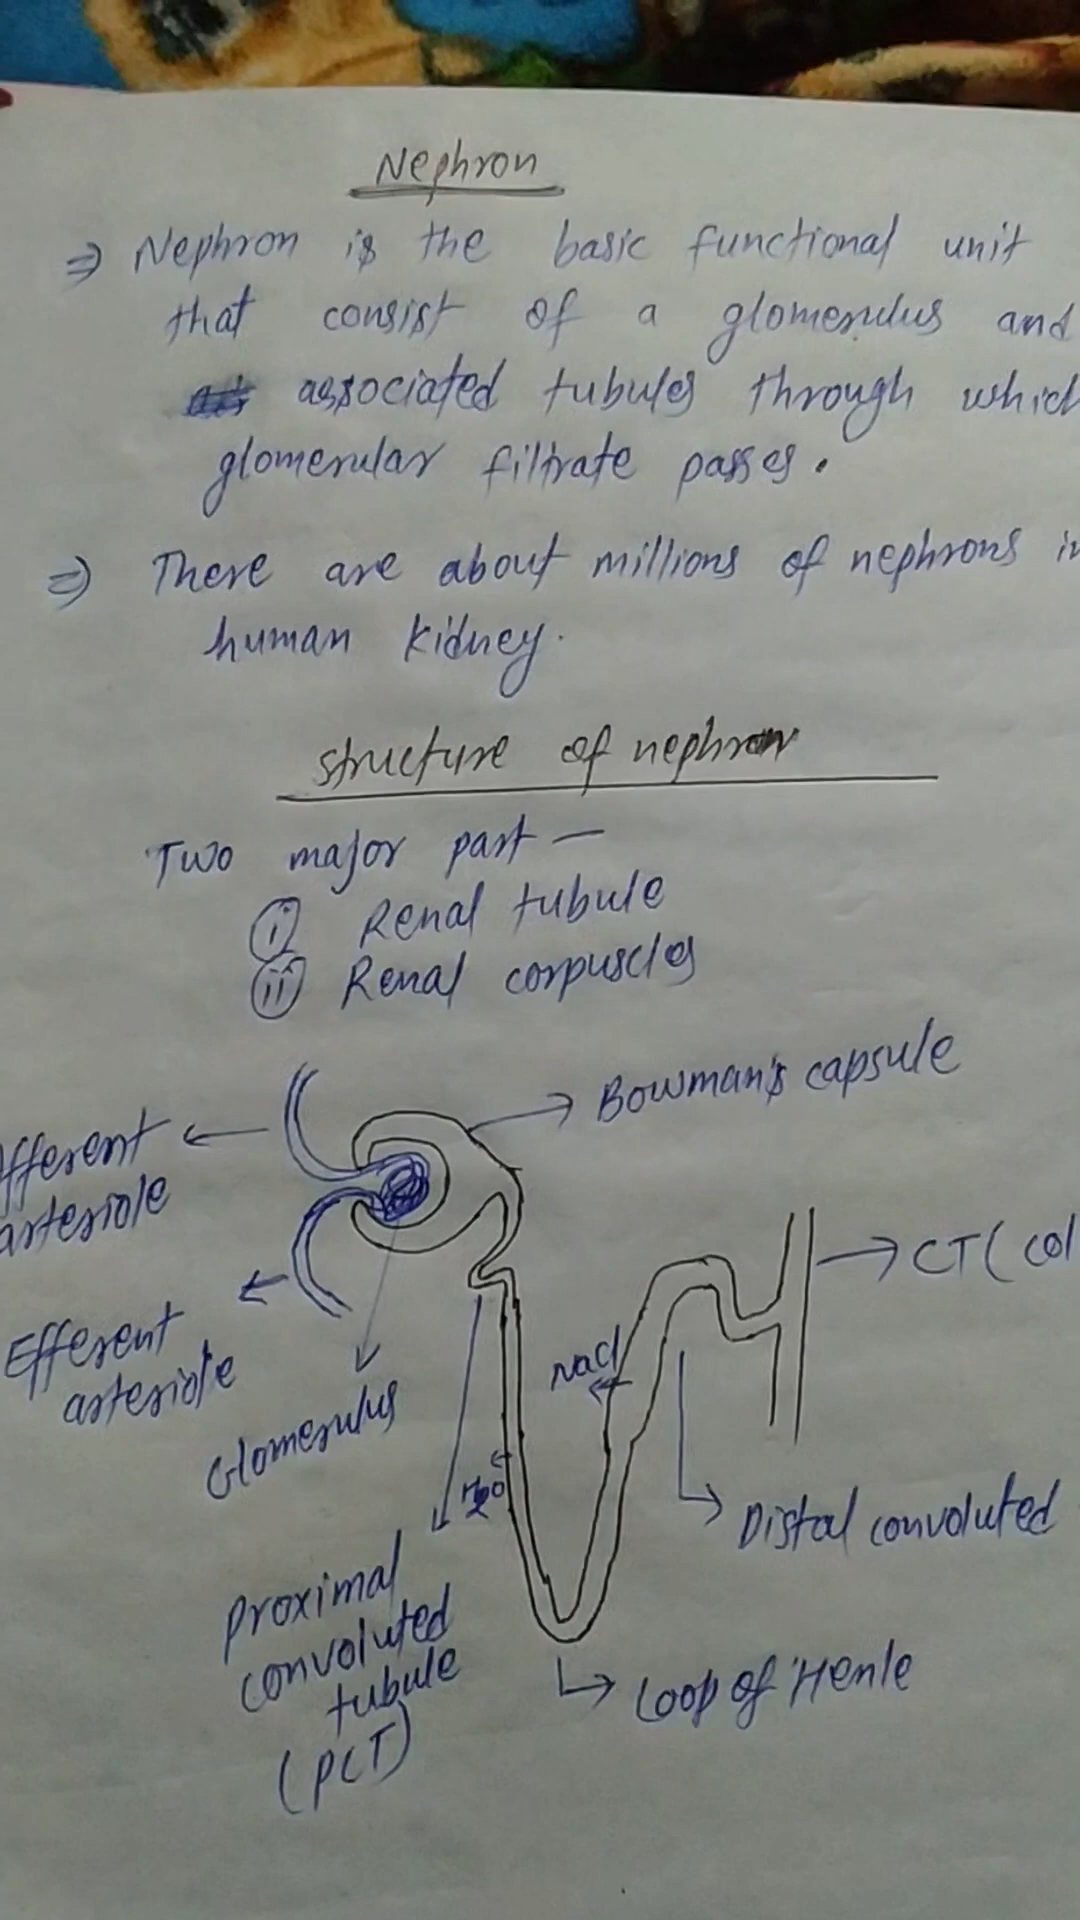 Nephron
⇒ Nephron is the basic functional unit
that consist of a glomerulus and
associated tubules through which
glomerular filtrate passes.
⇒ There are about millions of nephrons in
human kidney.
structure of nephron
Two major part —
(i) Renal tubule
(ii) Renal corpuscles
Bowman's capsule
fferent
arteriole
CT ( col
Efferent
arteriole
NaCl
Glomerulus
H2O
Distal convoluted
Proximal
convoluted
tubule
(PCT)
Loop of Henle